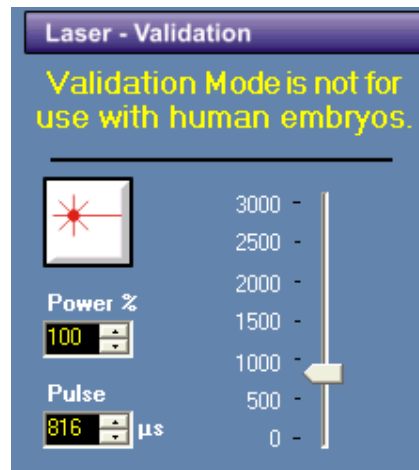 Laser - Validation
Validation Mode is not for
use with human embryos.
3000 -
2500 -
2000 -
Power %
100
1500 -
1000 -
Pulse
500 -
816 µs
0 -